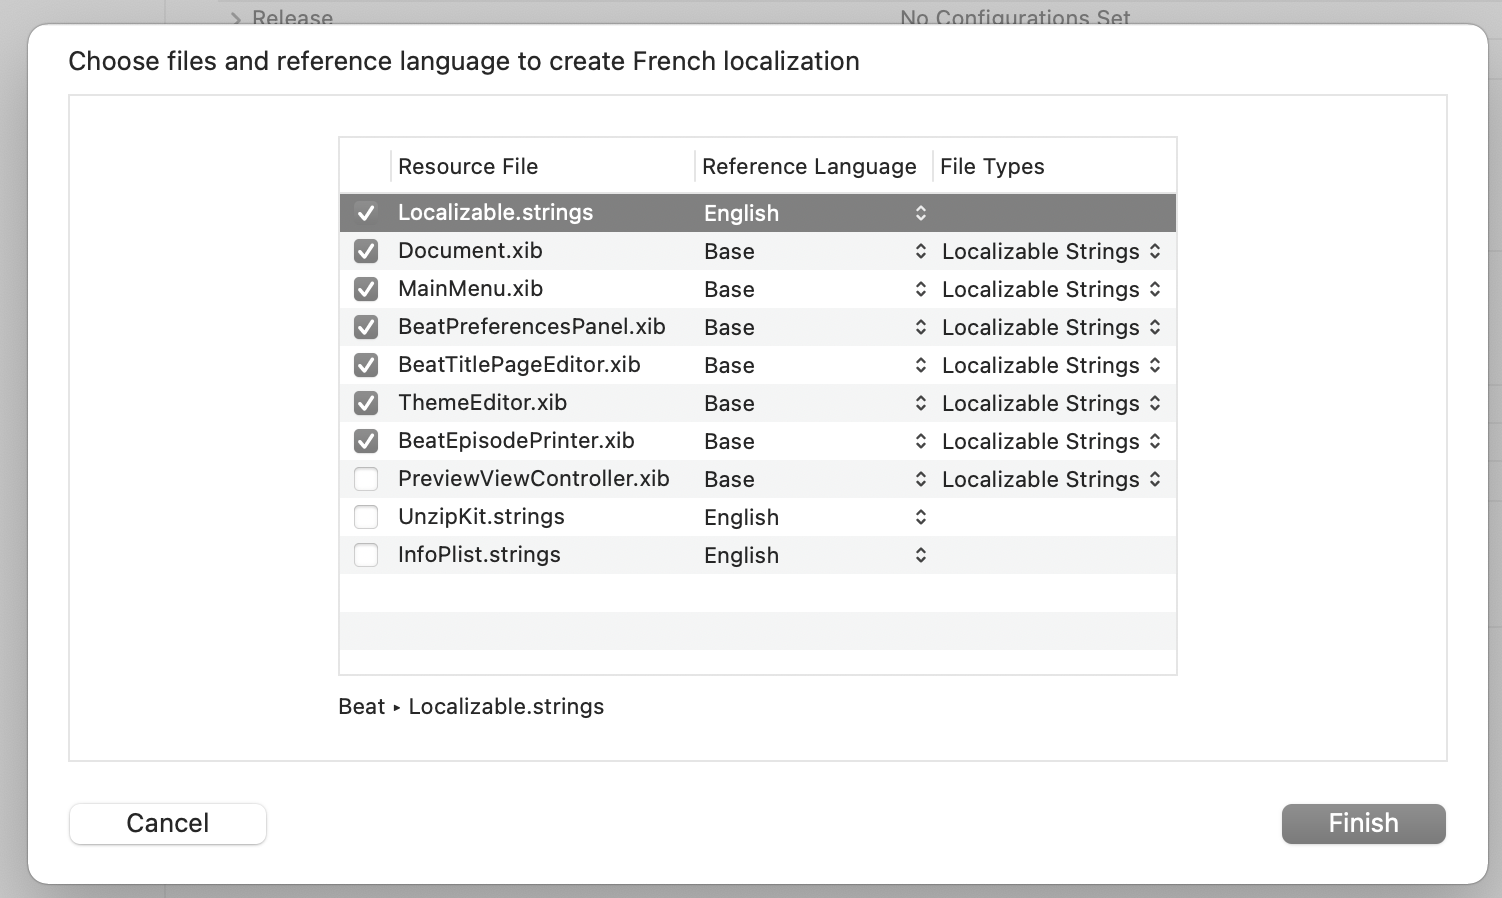 Release No Configurations Set
Choose files and reference language to create French localization
Resource File Reference Language File Types
Localizable.strings English
Document.xib Base Localizable Strings
MainMenu.xib Base Localizable Strings
BeatPreferencesPanel.xib Base Localizable Strings
BeatTitlePageEditor.xib Base Localizable Strings
ThemeEditor.xib Base Localizable Strings
BeatEpisodePrinter.xib Base Localizable Strings
PreviewViewController.xib Base Localizable Strings
UnzipKit.strings English
InfoPlist.strings English
Beat ▸ Localizable.strings
Cancel Finish